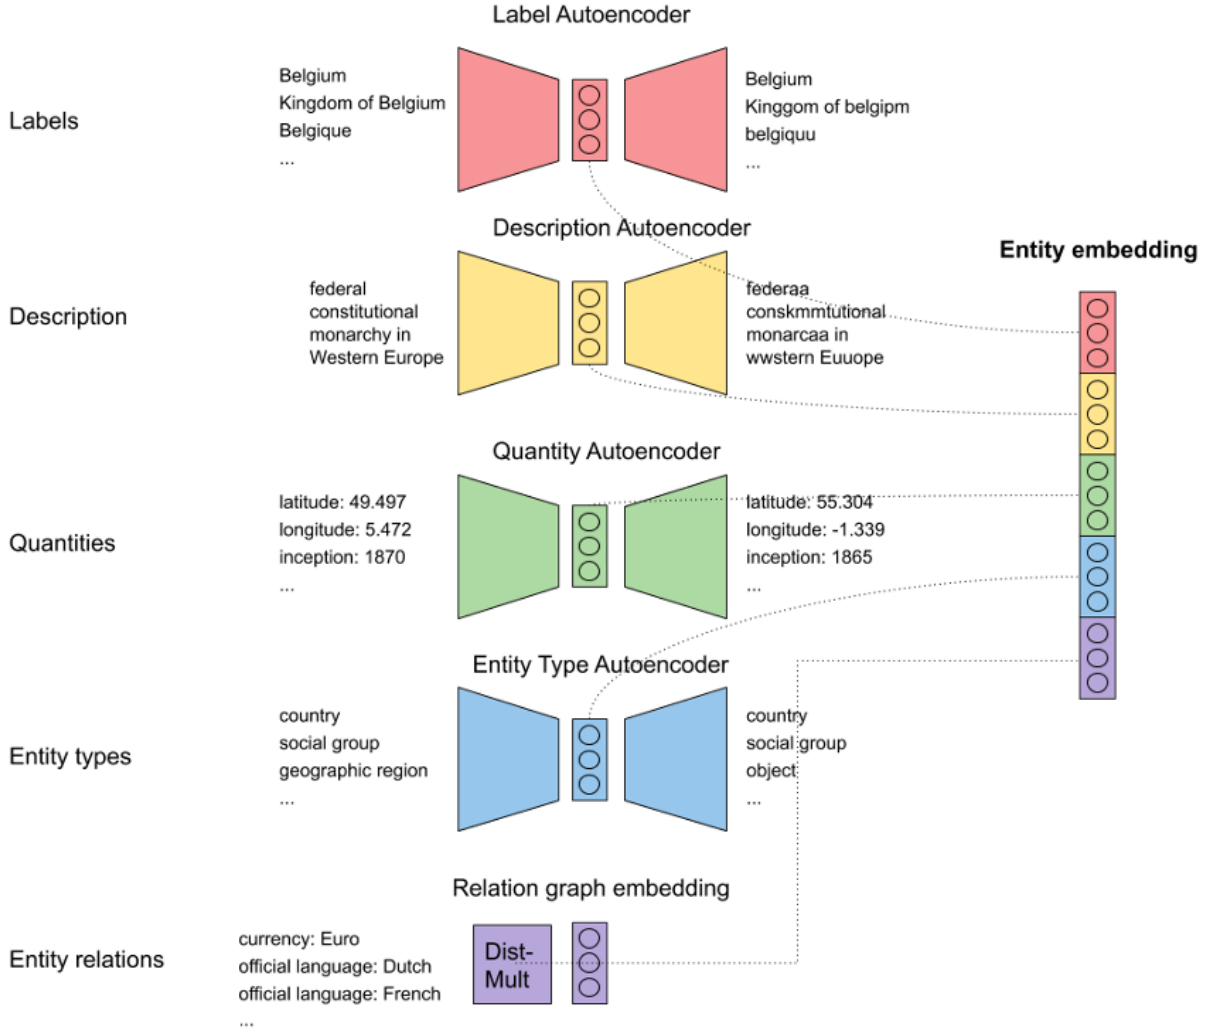 Label Autoencoder
Labels
Belgium
Kingdom of Belgium
Belgique
...
Belgium
Kinggom of belgipm
belgiquu
...
Description Autoencoder
Description
federal
constitutional
monarchy in
Western Europe
federaa
conskmmtutional
monarcaa in
wwstern Euuope
Entity embedding
Quantity Autoencoder
Quantities
latitude: 49.497
longitude: 5.472
inception: 1870
...
latitude: 55.304
longitude: -1.339
inception: 1865
...
Entity Type Autoencoder
Entity types
country
social group
geographic region
...
country
social group
object
...
Relation graph embedding
Entity relations
currency: Euro
official language: Dutch
official language: French
...
Dist-
Mult